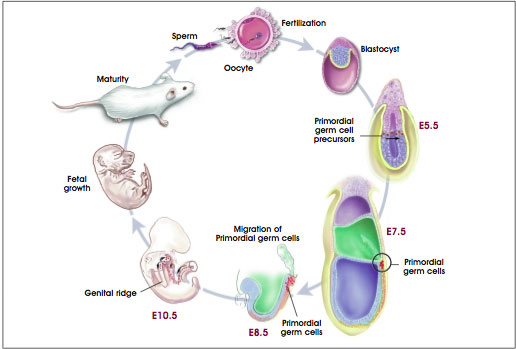 Fertilization
Sperm
Oocyte
Blastocyst
Maturity
Primordial
germ cell
precursors
E5.5
Fetal
growth
E7.5
Primordial
germ cells
Migration of
Primordial germ cells
Genital ridge
E10.5
E8.5
Primordial
germ cells